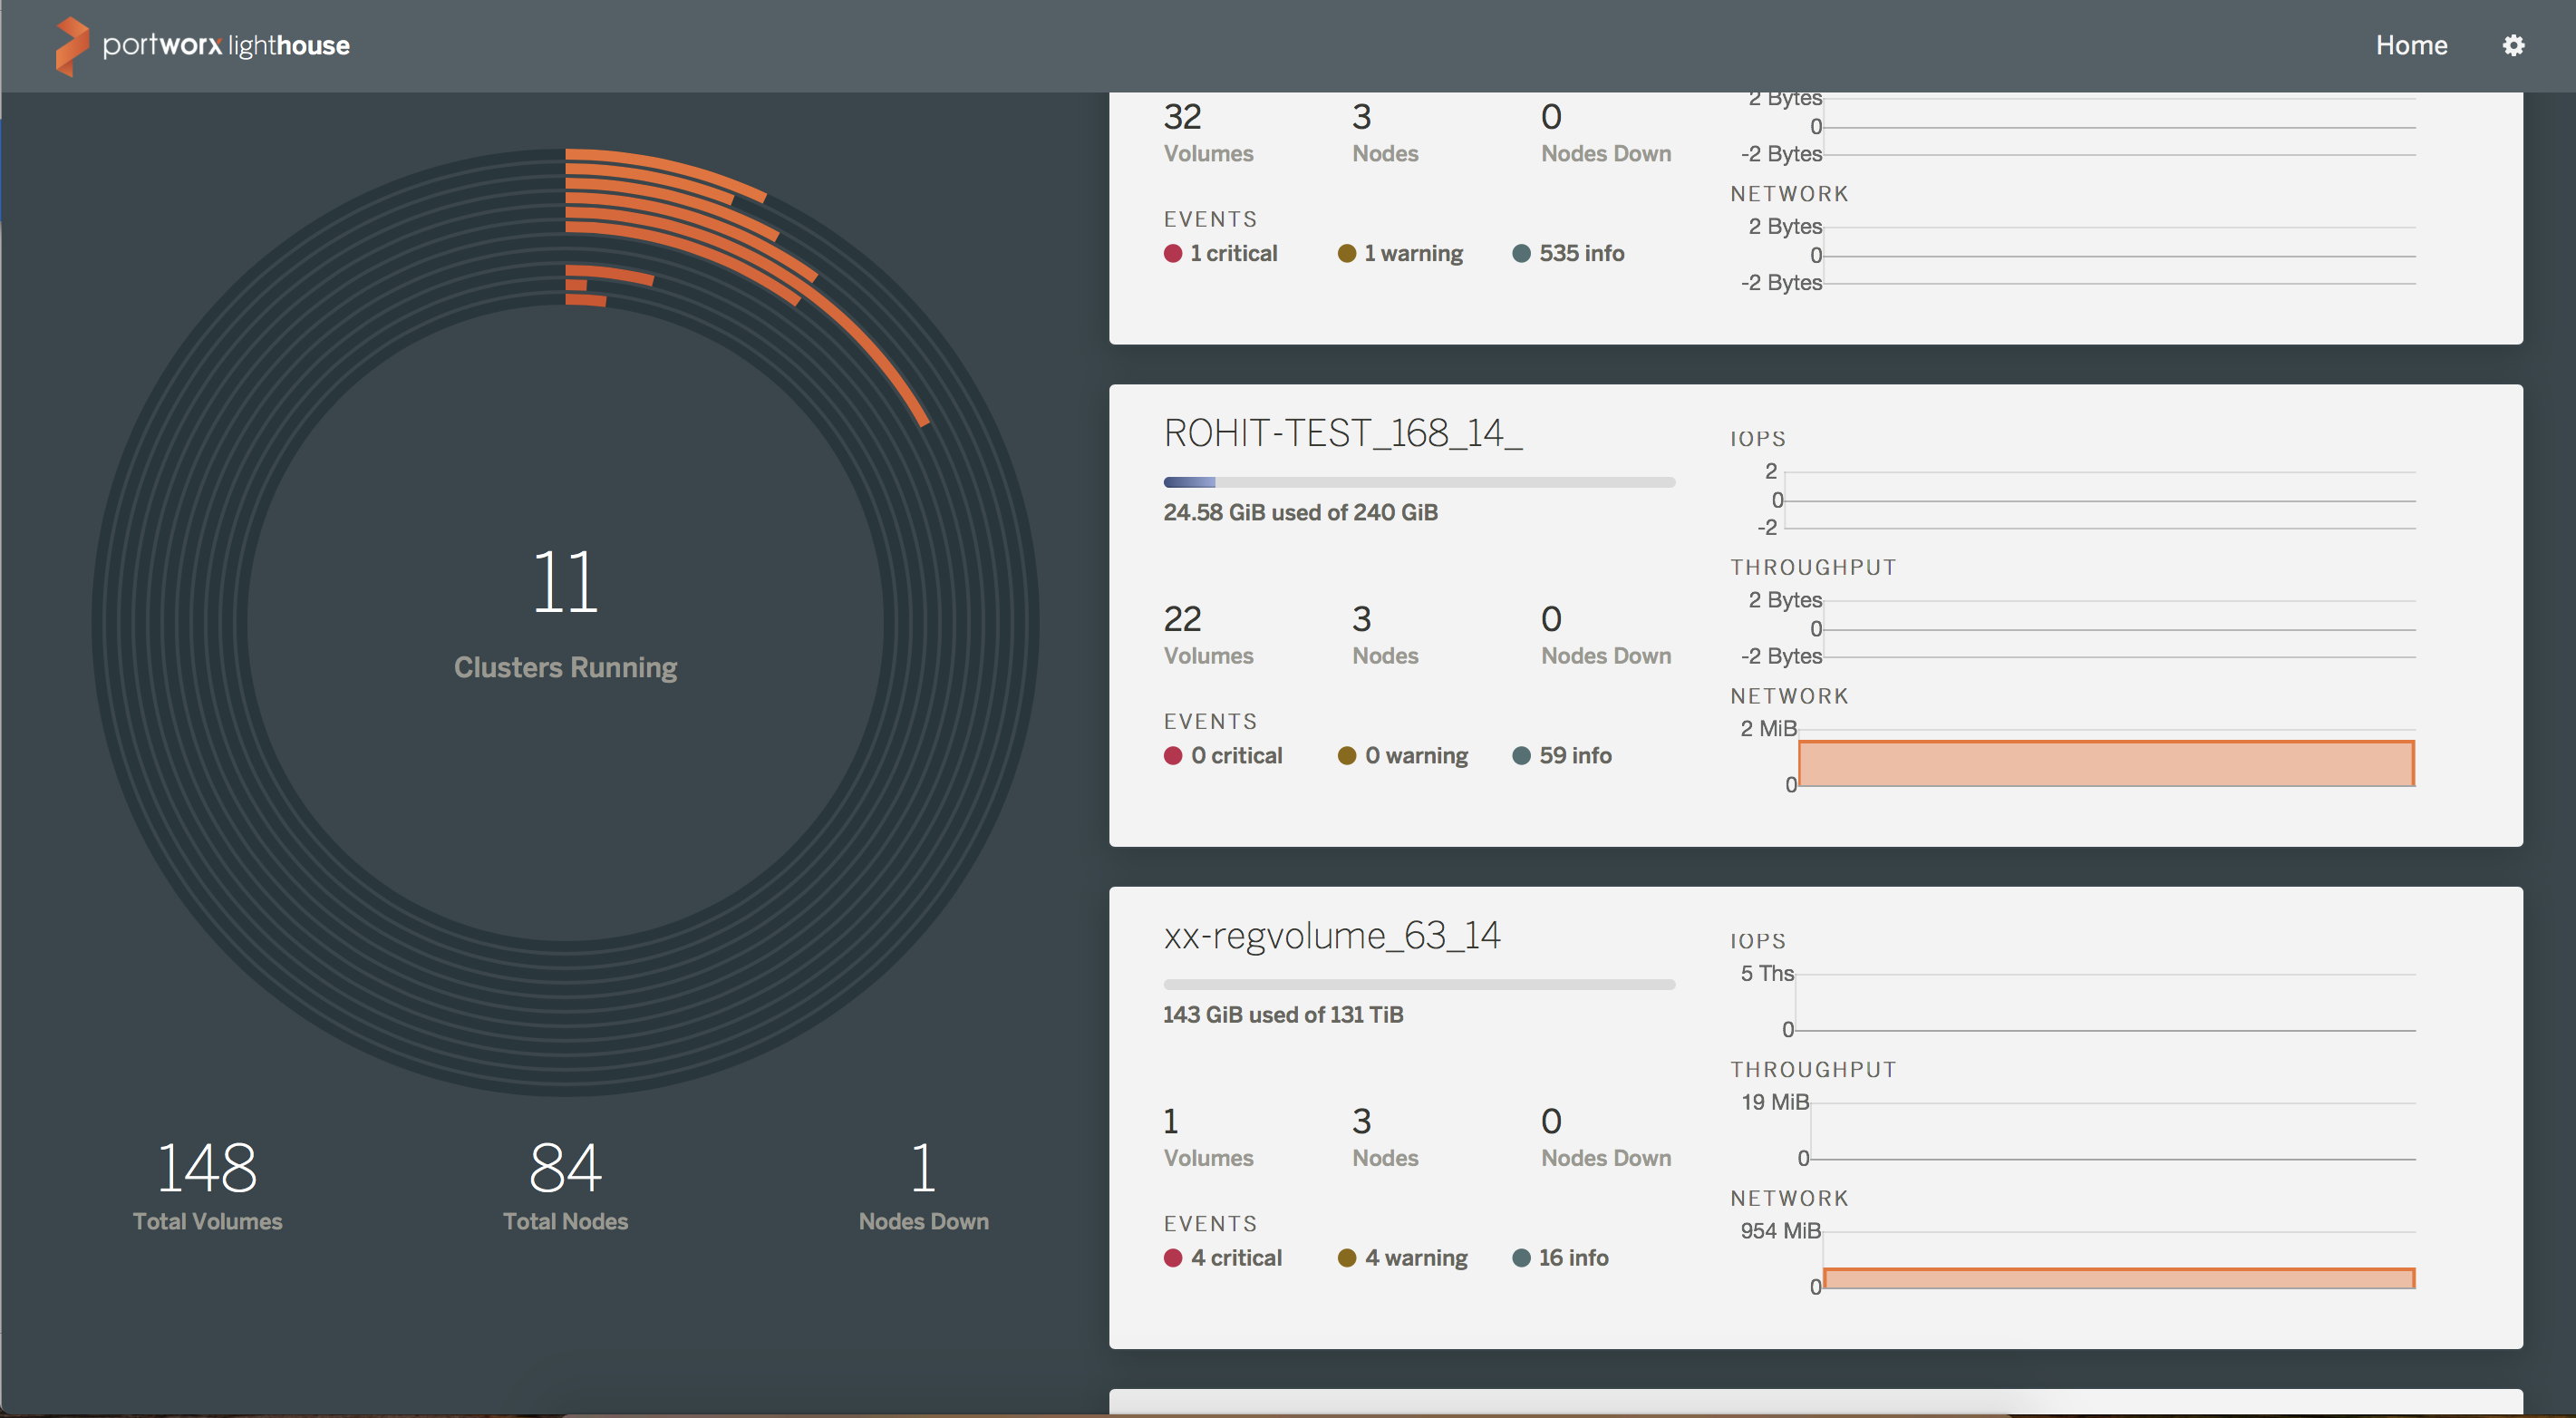 portworx lighthouse
Home
11
Clusters Running
148
Total Volumes
84
Total Nodes
1
Nodes Down
32
Volumes
3
Nodes
0
Nodes Down
EVENTS
1 critical
1 warning
535 info
2 Bytes
0
-2 Bytes
NETWORK
2 Bytes
0
-2 Bytes
ROHIT-TEST_168_14_
24.58 GiB used of 240 GiB
22
Volumes
3
Nodes
0
Nodes Down
EVENTS
0 critical
0 warning
59 info
IOPS
2
0
-2
THROUGHPUT
2 Bytes
0
-2 Bytes
NETWORK
2 MiB
0
xx-regvolume_63_14
143 GiB used of 131 TiB
1
Volumes
3
Nodes
0
Nodes Down
EVENTS
4 critical
4 warning
16 info
IOPS
5 Ths
0
THROUGHPUT
19 MiB
0
NETWORK
954 MiB
0